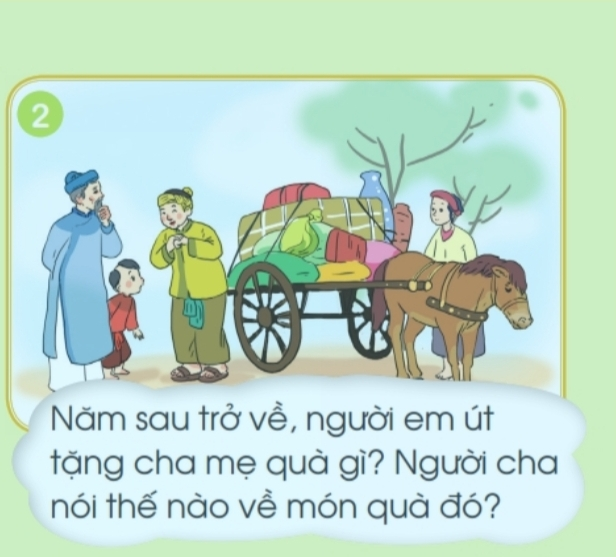 2
Năm sau trở về, người em út
tặng cha mẹ quà gì? Người cha
nói thế nào về món quà đó?